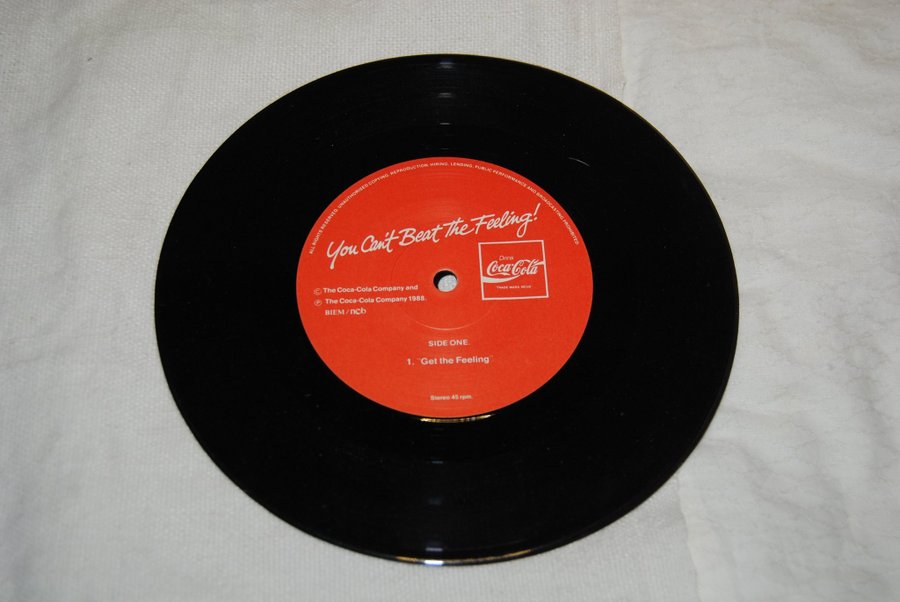 ALL RIGHTS RESERVED. UNAUTHORISED COPYING, REPRODUCTION, HIRING, LENDING, PUBLIC PERFORMANCE AND BROADCASTING PROHIBITED
You Can't Beat The Feeling!
Drink
Coca-Cola
TRADE MARK REGD
© The Coca-Cola Company and
℗ The Coca-Cola Company 1988.
BIEM/ncb
SIDE ONE.
1. "Get the Feeling"
Stereo 45 rpm.